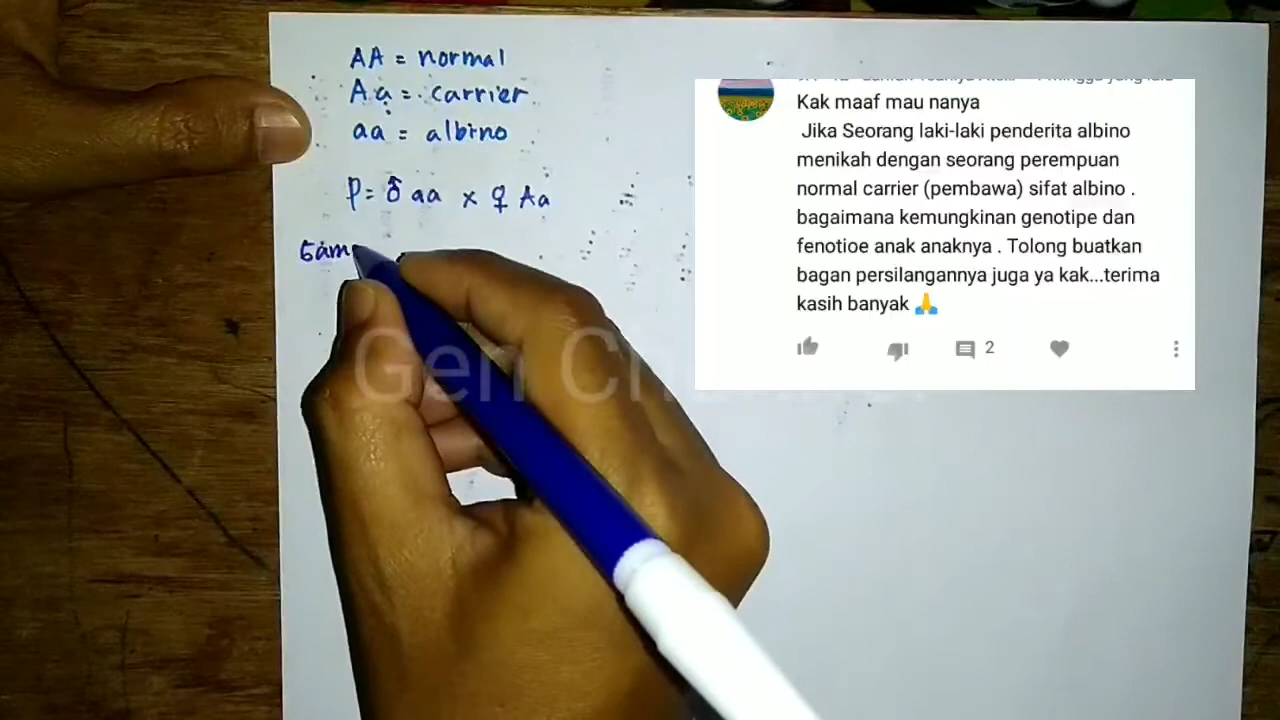 AA = normal
Aa = carrier
aa = albino
P = ♂ aa x ♀ Aa
Gam
Kak maaf mau nanya
Jika Seorang laki-laki penderita albino
menikah dengan seorang perempuan
normal carrier (pembawa) sifat albino .
bagaimana kemungkinan genotipe dan
fenotioe anak anaknya . Tolong buatkan
bagan persilangannya juga ya kak...terima
kasih banyak 🙏
2